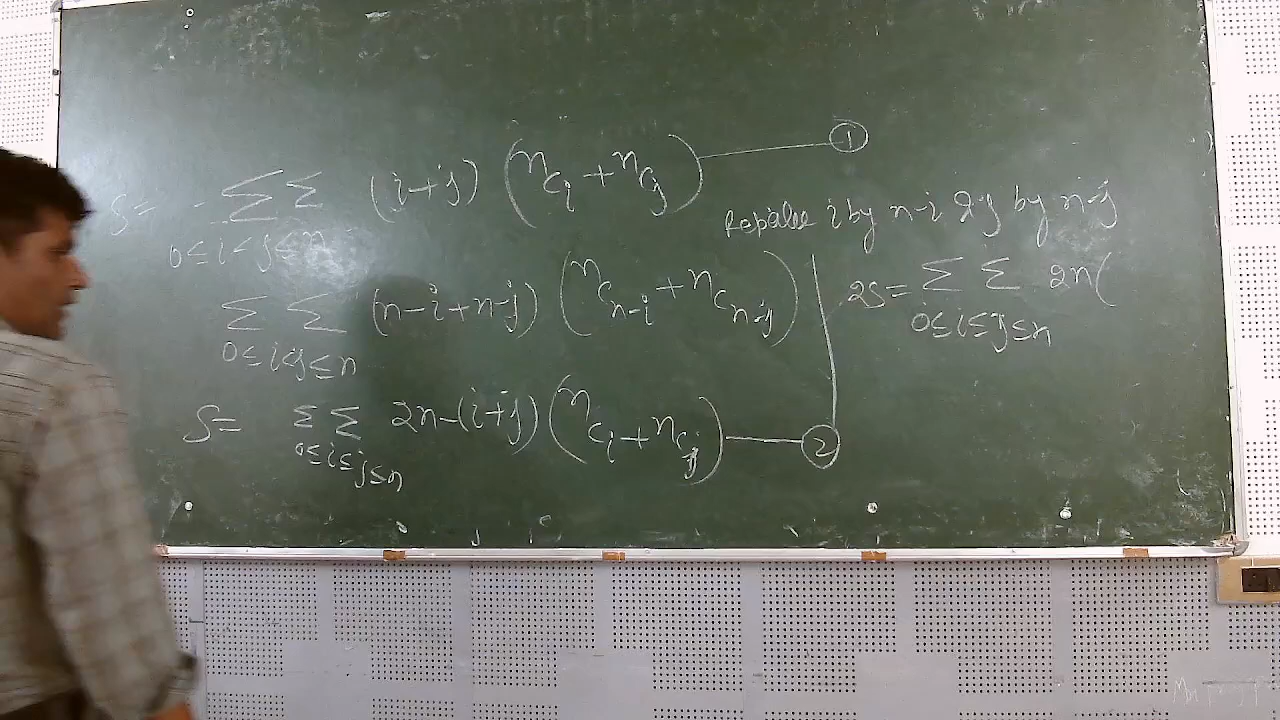 S = ΣΣ (i+j) (ⁿCᵢ + ⁿCⱼ) — ①
0≤i<j≤n
Repalce i by n-i & j by n-j
ΣΣ (n-i+n-j) (ⁿCₙ₋ᵢ + ⁿCₙ₋ⱼ)
0≤i<j≤n
2S = ΣΣ 2n(
0≤i≤j≤n
S = ΣΣ 2n-(i+j) (ⁿCᵢ + ⁿCⱼ) — ②
0≤i≤j≤n